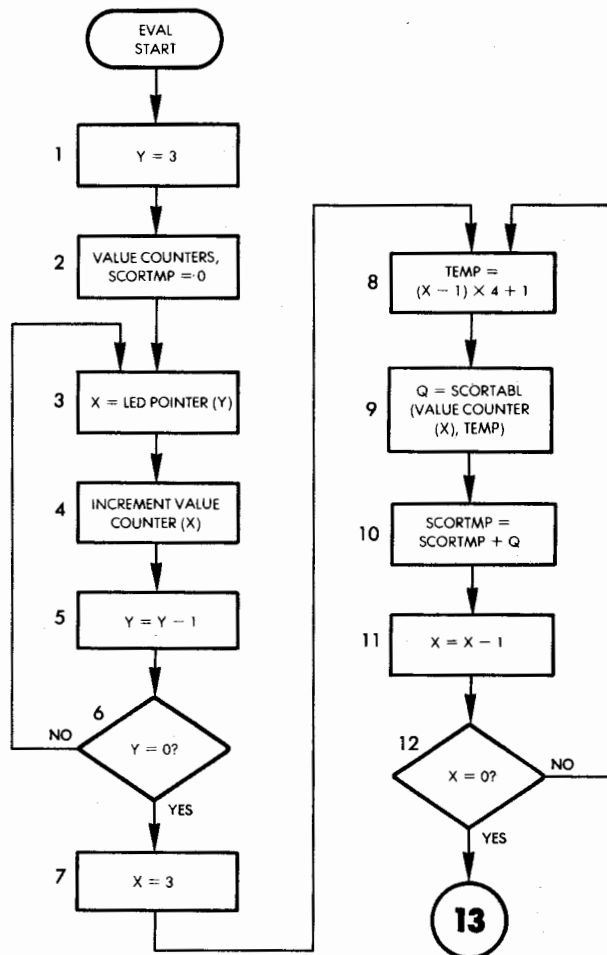 EVAL
START
1
Y = 3
2
VALUE COUNTERS,
SCORTMP = 0
3
X = LED POINTER (Y)
4
INCREMENT VALUE
COUNTER (X)
5
Y = Y − 1
6
Y = 0?
NO
YES
7
X = 3
8
TEMP =
(X − 1) × 4 + 1
9
Q = SCORTABL
(VALUE COUNTER
(X), TEMP)
10
SCORTMP =
SCORTMP + Q
11
X = X − 1
12
X = 0?
NO
YES
13